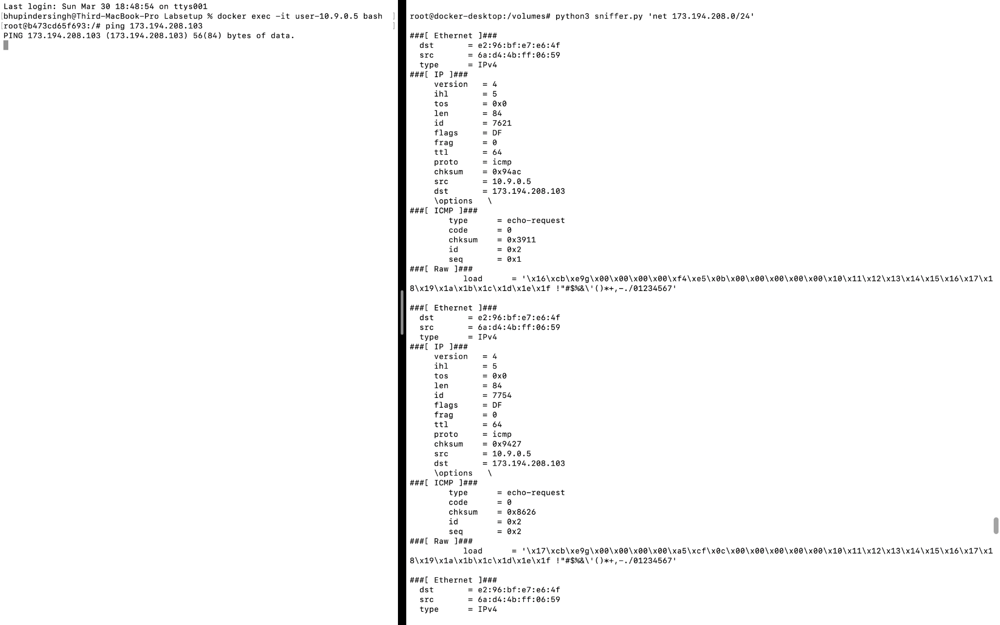 Last login: Sun Mar 30 18:48:54 on ttys001
[bhupindersingh@Third-MacBook-Pro Labsetup % docker exec -it user-10.9.0.5 bash ]
[root@b473cd65f693:/# ping 173.194.208.103 ]
PING 173.194.208.103 (173.194.208.103) 56(84) bytes of data.
root@docker-desktop:/volumes# python3 sniffer.py 'net 173.194.208.0/24'
###[ Ethernet ]###
  dst       = e2:96:bf:e7:e6:4f
  src       = 6a:d4:4b:ff:06:59
  type      = IPv4
###[ IP ]###
     version   = 4
     ihl       = 5
     tos       = 0x0
     len       = 84
     id        = 7621
     flags     = DF
     frag      = 0
     ttl       = 64
     proto     = icmp
     chksum    = 0x94ac
     src       = 10.9.0.5
     dst       = 173.194.208.103
     \options   \
###[ ICMP ]###
        type      = echo-request
        code      = 0
        chksum    = 0x3911
        id        = 0x2
        seq       = 0x1
###[ Raw ]###
           load      = '\x16\xcb\xe9g\x00\x00\x00\x00\xf4\xe5\x0b\x00\x00\x00\x00\x00\x10\x11\x12\x13\x14\x15\x16\x17\x1
8\x19\x1a\x1b\x1c\x1d\x1e\x1f !"#$%&\'()*+,-./01234567'
###[ Ethernet ]###
  dst       = e2:96:bf:e7:e6:4f
  src       = 6a:d4:4b:ff:06:59
  type      = IPv4
###[ IP ]###
     version   = 4
     ihl       = 5
     tos       = 0x0
     len       = 84
     id        = 7754
     flags     = DF
     frag      = 0
     ttl       = 64
     proto     = icmp
     chksum    = 0x9427
     src       = 10.9.0.5
     dst       = 173.194.208.103
     \options   \
###[ ICMP ]###
        type      = echo-request
        code      = 0
        chksum    = 0x8626
        id        = 0x2
        seq       = 0x2
###[ Raw ]###
           load      = '\x17\xcb\xe9g\x00\x00\x00\x00\xa5\xcf\x0c\x00\x00\x00\x00\x00\x10\x11\x12\x13\x14\x15\x16\x17\x1
8\x19\x1a\x1b\x1c\x1d\x1e\x1f !"#$%&\'()*+,-./01234567'
###[ Ethernet ]###
  dst       = e2:96:bf:e7:e6:4f
  src       = 6a:d4:4b:ff:06:59
  type      = IPv4